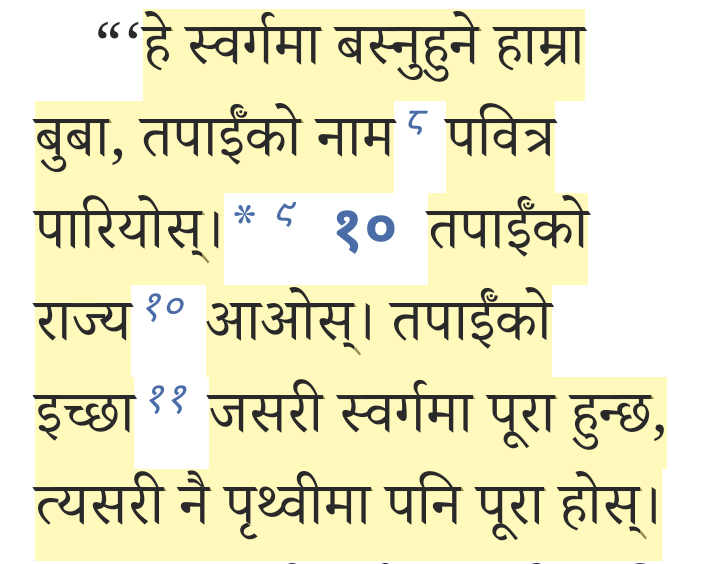 “‘हे स्वर्गमा बस्नुहुने हाम्रा
बुबा, तपाईँको नाम ८ पवित्र
पारियोस्।* ९ १० तपाईँको
राज्य १० आओस्। तपाईँको
इच्छा ११ जसरी स्वर्गमा पूरा हुन्छ,
त्यसरी नै पृथ्वीमा पनि पूरा होस्।